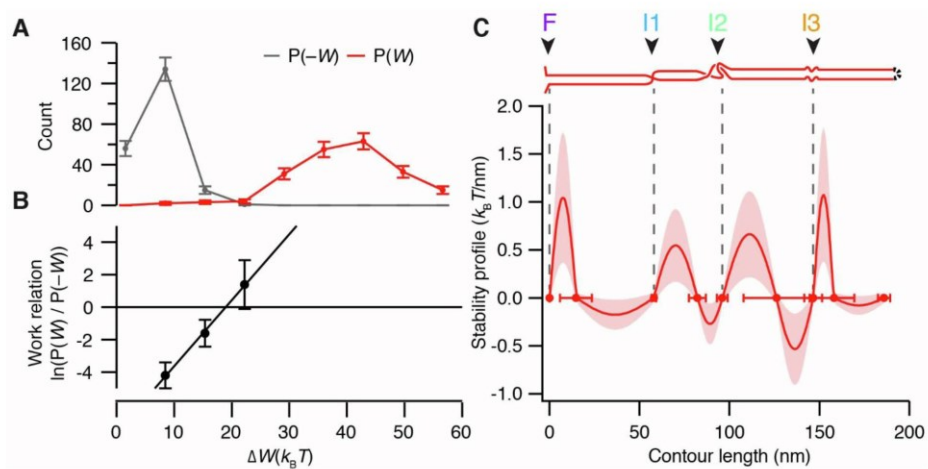 A
160
120
80
40
0
Count
P(-W) P(W)
B
4
2
0
-2
-4
Work relation
ln(P(W) / P(-W))
0 10 20 30 40 50 60
ΔW(kBT)
C
F I1 I2 I3
2.0
1.5
1.0
0.5
0.0
-0.5
-1.0
Stability profile (kBT/nm)
0 50 100 150 200
Contour length (nm)